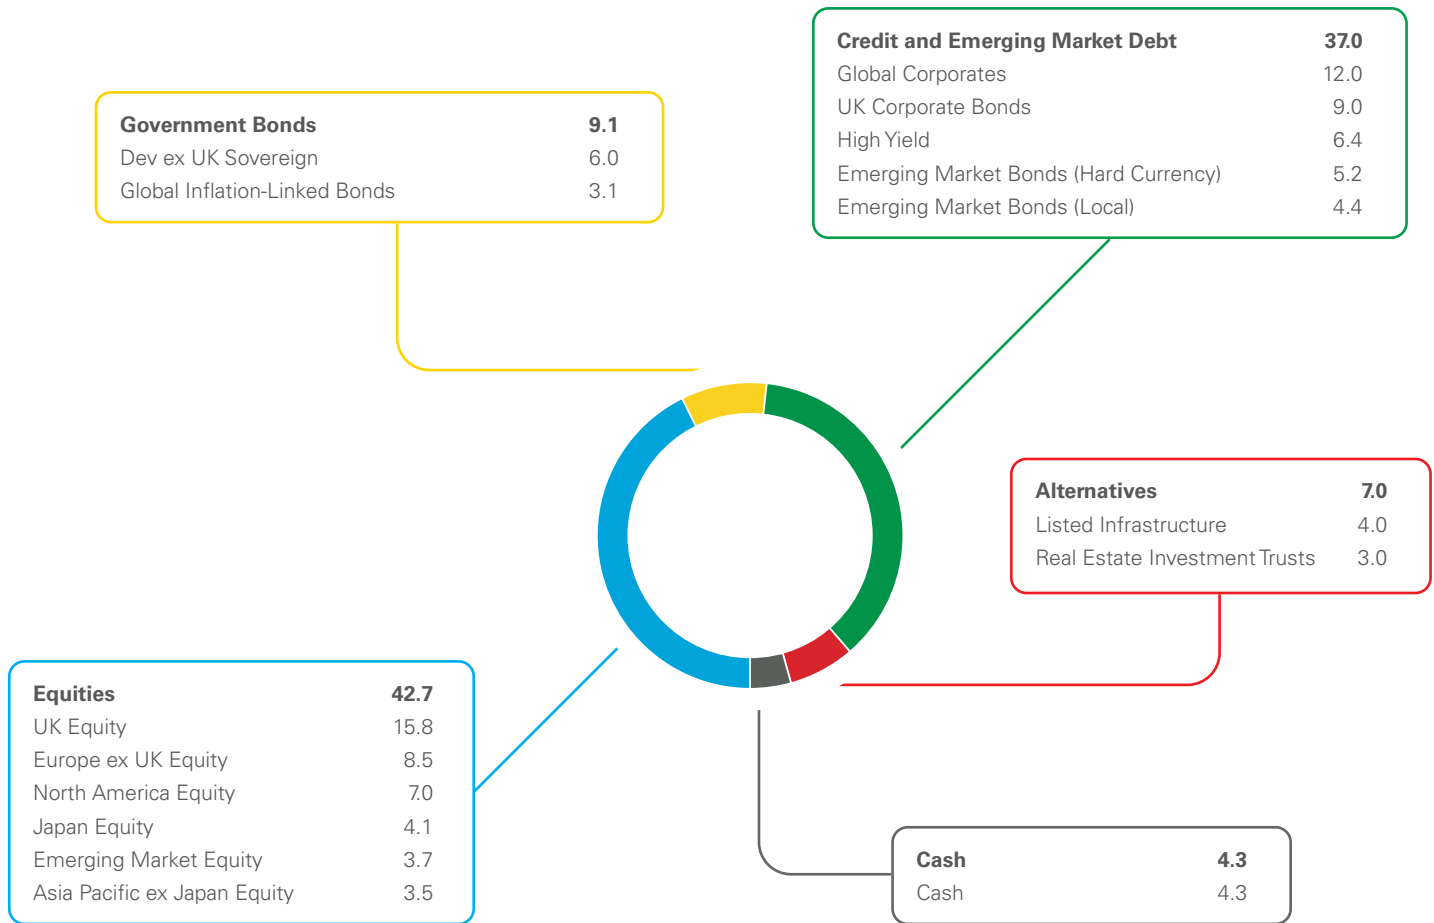 Credit and Emerging Market Debt 37.0
Global Corporates 12.0
UK Corporate Bonds 9.0
High Yield 6.4
Emerging Market Bonds (Hard Currency) 5.2
Emerging Market Bonds (Local) 4.4
Government Bonds 9.1
Dev ex UK Sovereign 6.0
Global Inflation-Linked Bonds 3.1
Alternatives 7.0
Listed Infrastructure 4.0
Real Estate Investment Trusts 3.0
Equities 42.7
UK Equity 15.8
Europe ex UK Equity 8.5
North America Equity 7.0
Japan Equity 4.1
Emerging Market Equity 3.7
Asia Pacific ex Japan Equity 3.5
Cash 4.3
Cash 4.3